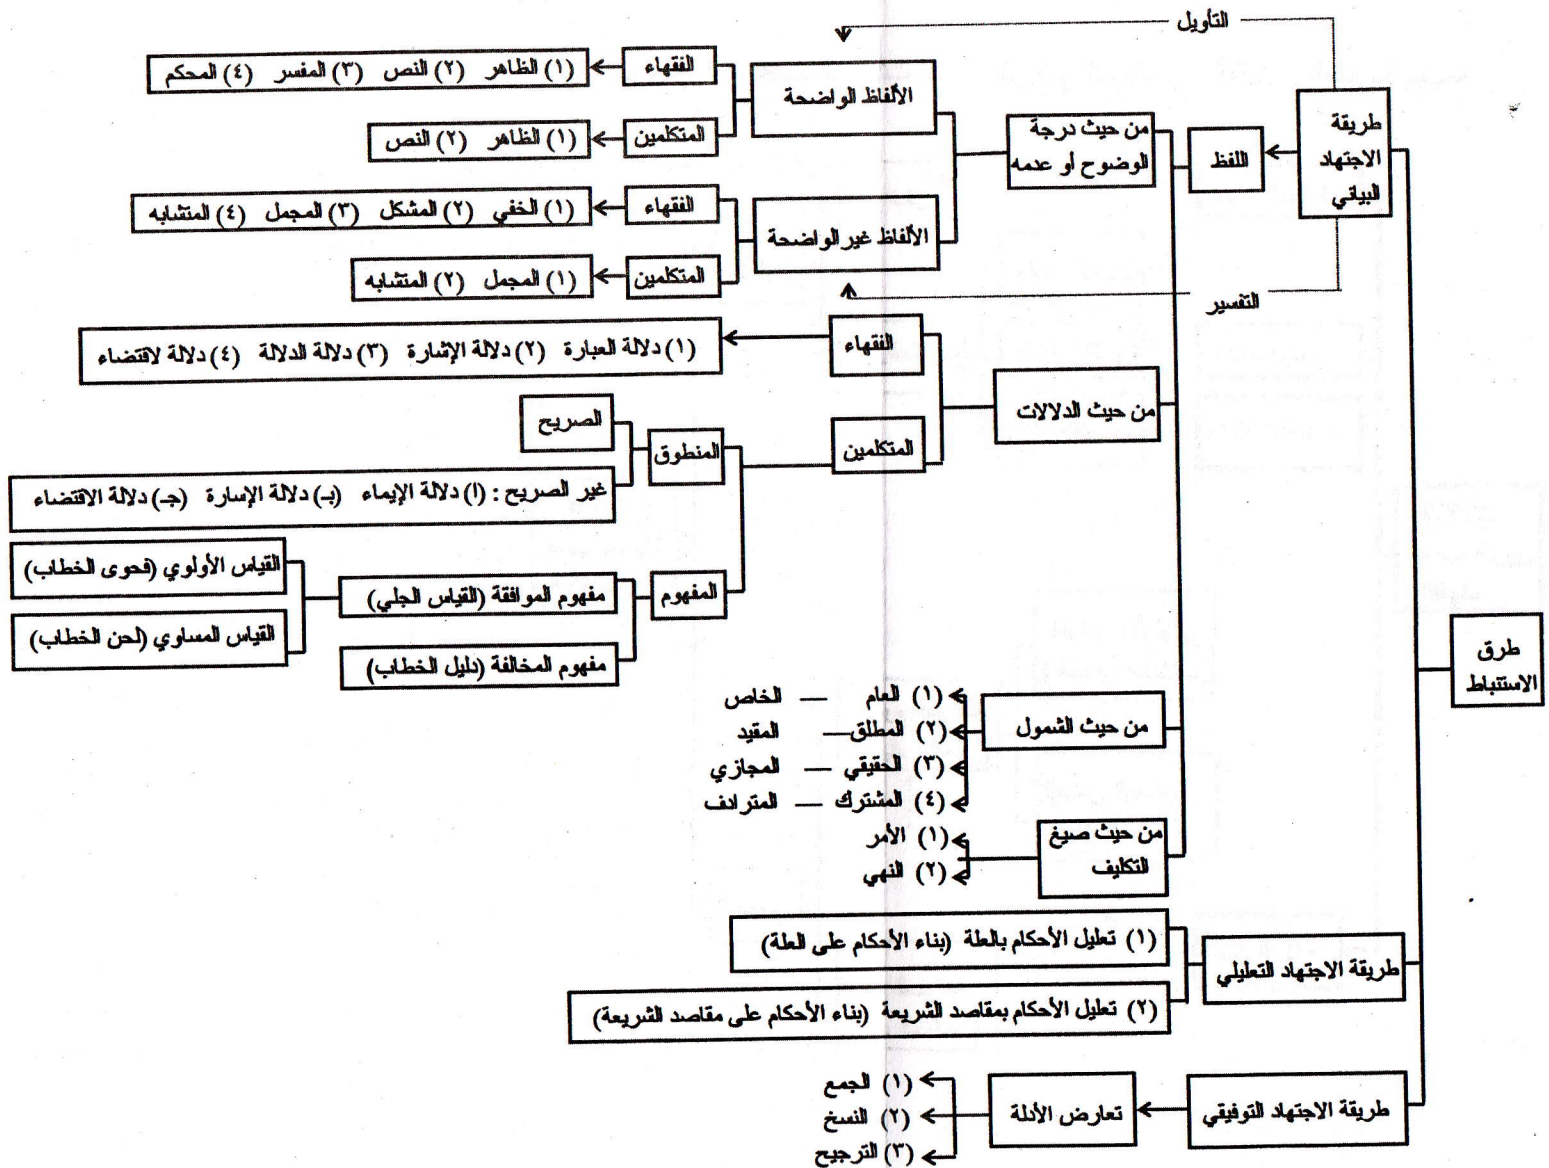 طرق
الاستنباط
طريقة
الاجتهاد
البياني
التأويل
التفسير
اللفظ
من حيث درجة
الوضوح أو عدمه
الألفاظ الواضحة
الفقهاء
(١) الظاهر (٢) النص (٣) المفسر (٤) المحكم
المتكلمين
(١) الظاهر (٢) النص
الألفاظ غير الواضحة
الفقهاء
(١) الخفي (٢) المشكل (٣) المجمل (٤) المتشابه
المتكلمين
(١) المجمل (٢) المتشابه
من حيث الدلالات
الفقهاء
(١) دلالة العبارة (٢) دلالة الإشارة (٣) دلالة الدلالة (٤) دلالة لاقتضاء
المتكلمين
المنطوق
الصريح
غير الصريح : (ا) دلالة الإيماء (بـ) دلالة الإسارة (جـ) دلالة الاقتضاء
المفهوم
مفهوم الموافقة (القياس الجلي)
القياس الأولوي (فحوى الخطاب)
القياس المساوي (لحن الخطاب)
مفهوم المخالفة (دليل الخطاب)
من حيث الشمول
(١) العام — الخاص
(٢) المطلق — المقيد
(٣) الحقيقي — المجازي
(٤) المشترك — المترادف
من حيث صيغ
التكليف
(١) الأمر
(٢) النهي
طريقة الاجتهاد التعليلي
(١) تعليل الأحكام بالعلة (بناء الأحكام على العلة)
(٢) تعليل الأحكام بمقاصد الشريعة (بناء الأحكام على مقاصد الشريعة)
طريقة الاجتهاد التوفيقي
تعارض الأدلة
(١) الجمع
(٢) النسخ
(٣) الترجيح